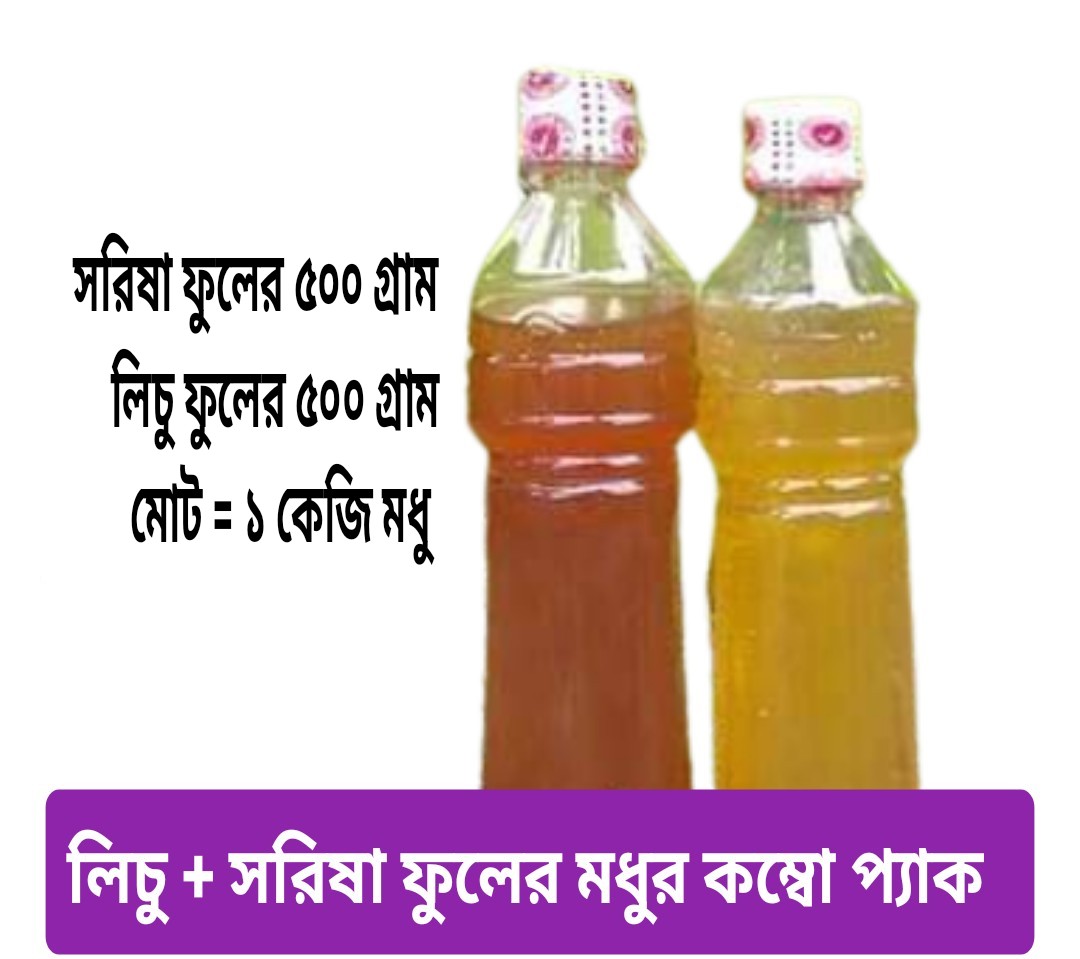 সরিষা ফুলের ৫০০ গ্রাম
লিচু ফুলের ৫০০ গ্রাম
মোট = ১ কেজি মধু
লিচু + সরিষা ফুলের মধুর কম্বো প্যাক